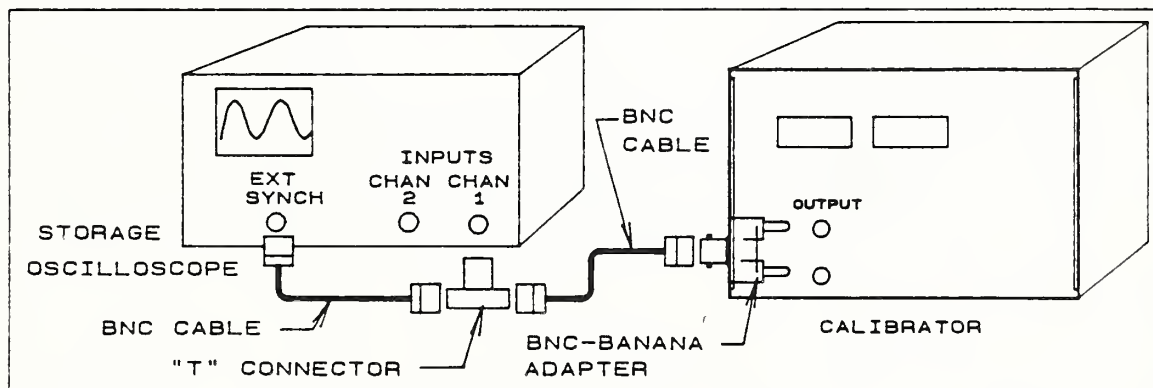 INPUTS
EXT
SYNCH
CHAN
2
CHAN
1
STORAGE
OSCILLOSCOPE
BNC CABLE
"T" CONNECTOR
BNC
CABLE
OUTPUT
BNC-BANANA
ADAPTER
CALIBRATOR